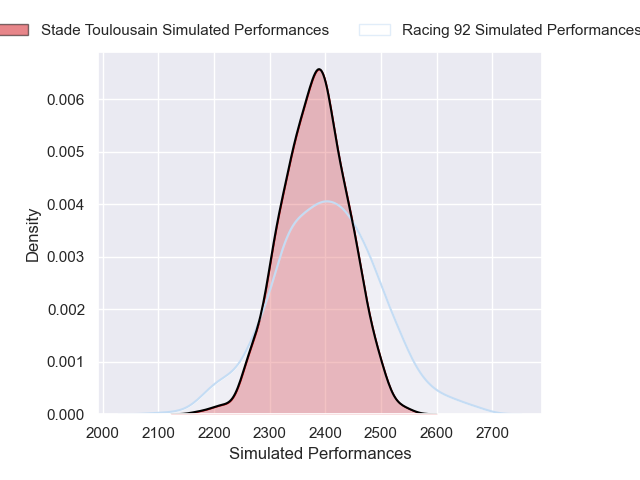 Stade Toulousain Simulated Performances
Racing 92 Simulated Performances
0.006
0.005
0.004
0.003
0.002
0.001
0.000
Density
2000 2100 2200 2300 2400 2500 2600 2700
Simulated Performances